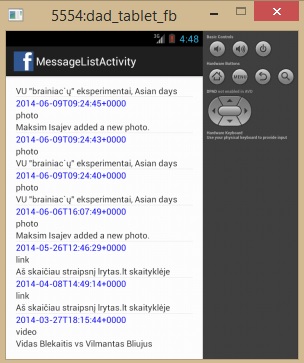 5554:dad_tablet_fb
3G 4:48
MessageListActivity
VU "brainiac`ų" eksperimentai, Asian days
2014-06-09T09:24:45+0000
photo
Maksim Isajev added a new photo.
2014-06-09T09:24:43+0000
photo
VU "brainiac`ų" eksperimentai, Asian days
2014-06-09T09:24:40+0000
photo
VU "brainiac`ų" eksperimentai, Asian days
2014-06-06T16:07:49+0000
photo
Maksim Isajev added a new photo.
2014-05-26T12:46:29+0000
link
Aš skaičiau straipsnį lrytas.lt skaityklėje
2014-04-08T14:49:14+0000
link
Aš skaičiau straipsnį lrytas.lt skaityklėje
2014-03-27T18:15:44+0000
video
Vidas Blekaitis vs Vilmantas Bliujus
Basic Controls
Hardware Buttons
MENU
DPAD not enabled in AVD
Hardware Keyboard
Use your physical keyboard to provide input